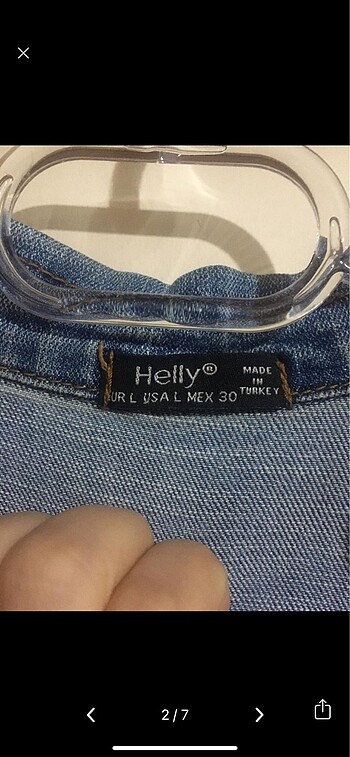 Helly®
MADE
IN
TURKEY
UR L USA L MEX 30
2/7